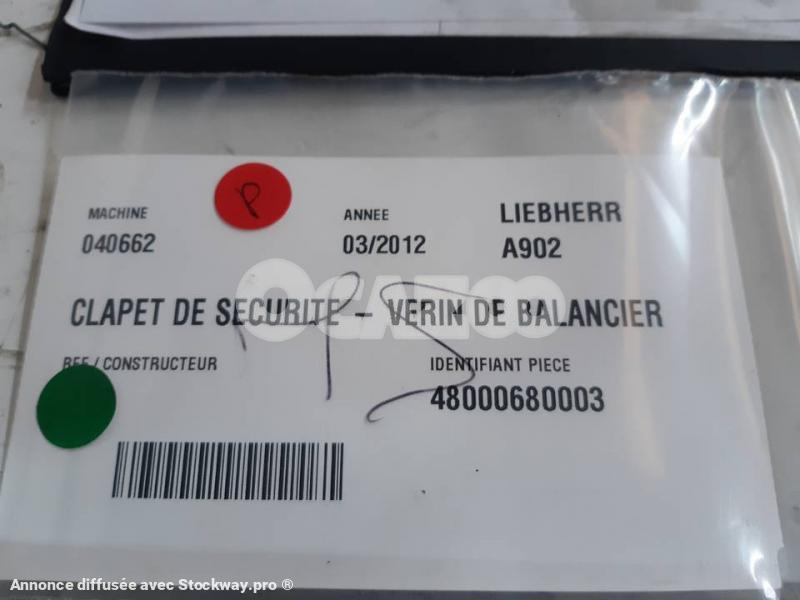 P
MACHINE
ANNEE
LIEBHERR
040662
03/2012
A902
OCAZOO
CLAPET DE SECURITE - VERIN DE BALANCIER
REF / CONSTRUCTEUR
IDENTIFIANT PIECE
48000680003
Annonce diffusée avec Stockway.pro ®